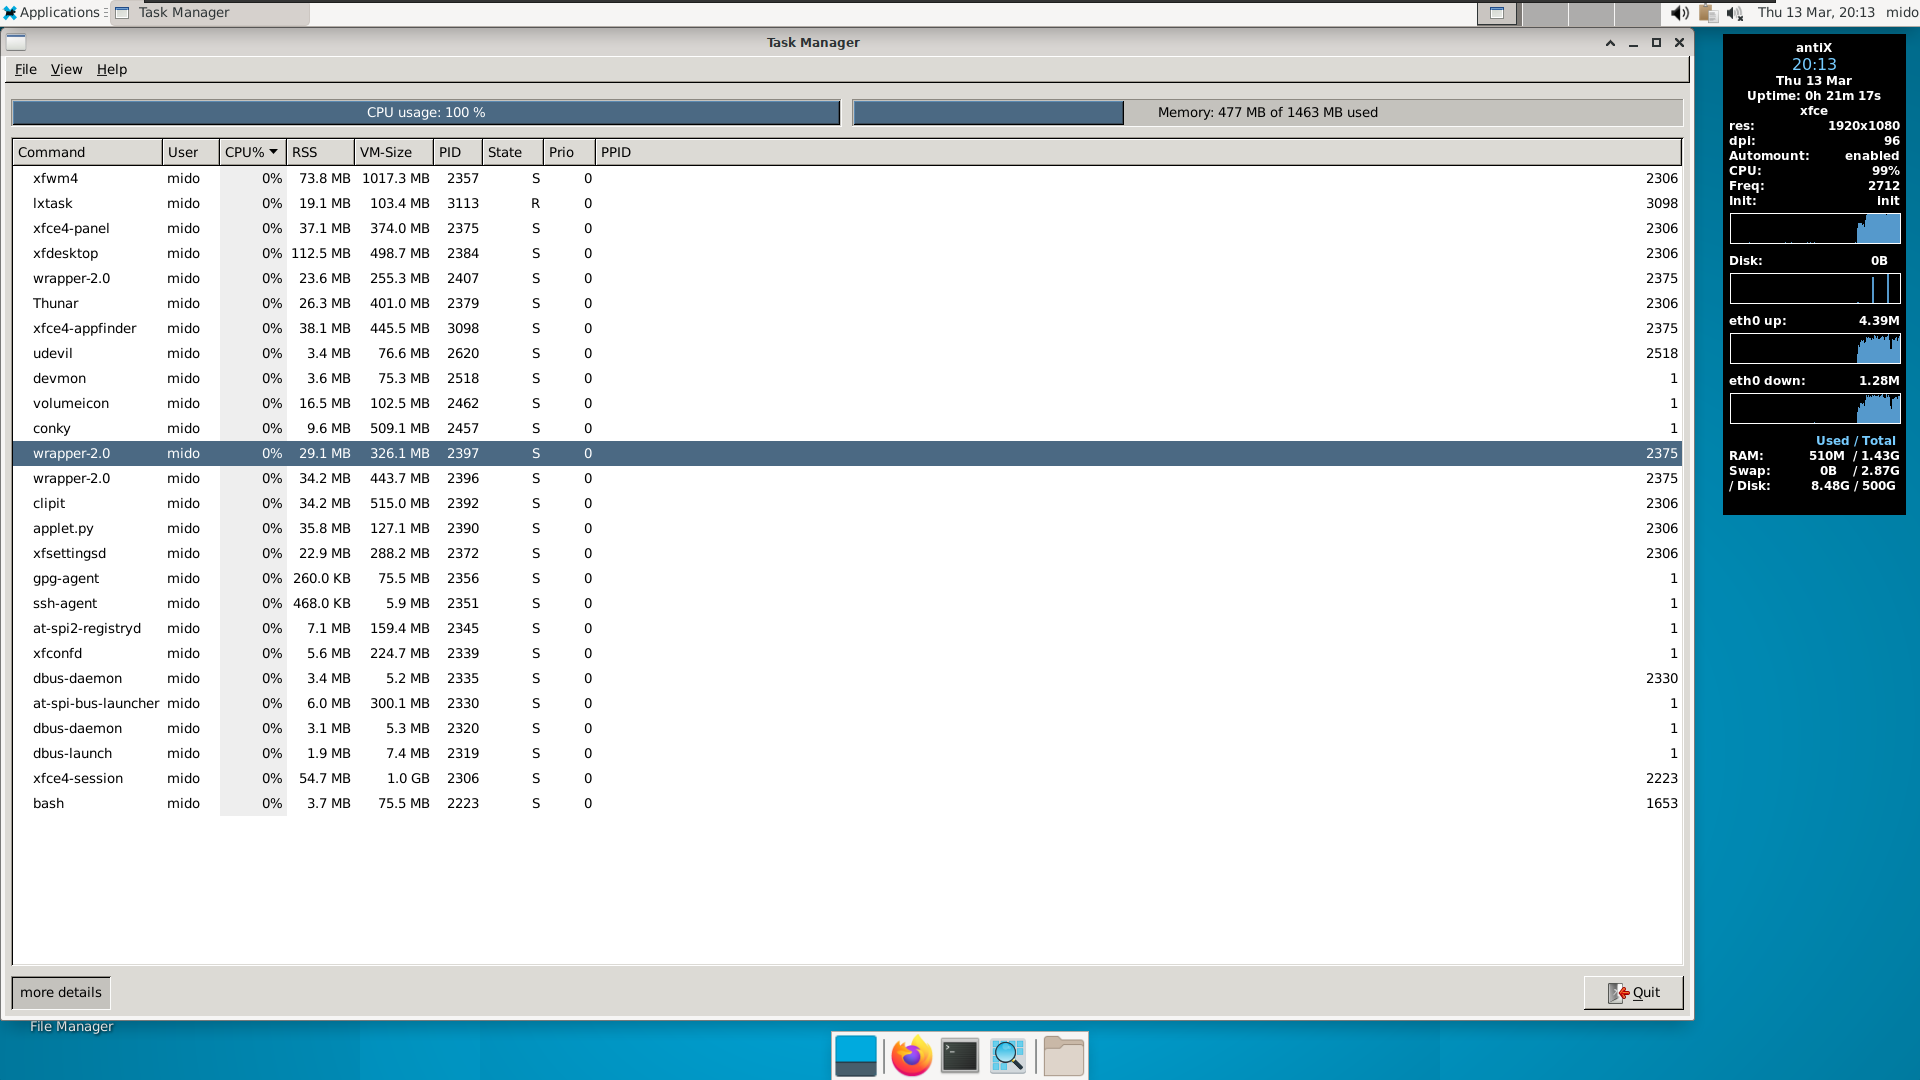 Applications
Task Manager
Thu 13 Mar, 20:13 mido
Task Manager
File View Help
CPU usage: 100 %
Memory: 477 MB of 1463 MB used
Command User CPU% RSS VM-Size PID State Prio PPID
xfwm4 mido 0% 73.8 MB 1017.3 MB 2357 S 0 2306
lxtask mido 0% 19.1 MB 103.4 MB 3113 R 0 3098
xfce4-panel mido 0% 37.1 MB 374.0 MB 2375 S 0 2306
xfdesktop mido 0% 112.5 MB 498.7 MB 2384 S 0 2306
wrapper-2.0 mido 0% 23.6 MB 255.3 MB 2407 S 0 2375
Thunar mido 0% 26.3 MB 401.0 MB 2379 S 0 2306
xfce4-appfinder mido 0% 38.1 MB 445.5 MB 3098 S 0 2375
udevil mido 0% 3.4 MB 76.6 MB 2620 S 0 2518
devmon mido 0% 3.6 MB 75.3 MB 2518 S 0 1
volumeicon mido 0% 16.5 MB 102.5 MB 2462 S 0 1
conky mido 0% 9.6 MB 509.1 MB 2457 S 0 1
wrapper-2.0 mido 0% 29.1 MB 326.1 MB 2397 S 0 2375
wrapper-2.0 mido 0% 34.2 MB 443.7 MB 2396 S 0 2375
clipit mido 0% 34.2 MB 515.0 MB 2392 S 0 2306
applet.py mido 0% 35.8 MB 127.1 MB 2390 S 0 2306
xfsettingsd mido 0% 22.9 MB 288.2 MB 2372 S 0 2306
gpg-agent mido 0% 260.0 KB 75.5 MB 2356 S 0 1
ssh-agent mido 0% 468.0 KB 5.9 MB 2351 S 0 1
at-spi2-registryd mido 0% 7.1 MB 159.4 MB 2345 S 0 1
xfconfd mido 0% 5.6 MB 224.7 MB 2339 S 0 1
dbus-daemon mido 0% 3.4 MB 5.2 MB 2335 S 0 2330
at-spi-bus-launcher mido 0% 6.0 MB 300.1 MB 2330 S 0 1
dbus-daemon mido 0% 3.1 MB 5.3 MB 2320 S 0 1
dbus-launch mido 0% 1.9 MB 7.4 MB 2319 S 0 1
xfce4-session mido 0% 54.7 MB 1.0 GB 2306 S 0 2223
bash mido 0% 3.7 MB 75.5 MB 2223 S 0 1653
more details
Quit
File Manager
antiX
20:13
Thu 13 Mar
Uptime: 0h 21m 17s
xfce
res: 1920x1080
dpi: 96
Automount: enabled
CPU: 99%
Freq: 2712
Init: init
Disk: 0B
eth0 up: 4.39M
eth0 down: 1.28M
Used / Total
RAM: 510M / 1.43G
Swap: 0B / 2.87G
/ Disk: 8.48G / 500G